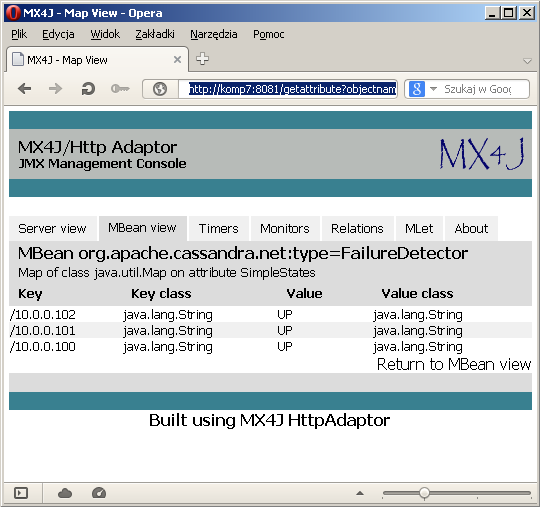 MX4J - Map View - Opera
Plik Edycja Widok Zakładki Narzędzia Pomoc
MX4J - Map View
http://komp7:8081/getattribute?objectnam
Szukaj w Goog
MX4J/Http Adaptor
JMX Management Console
MX4J
Server view MBean view Timers Monitors Relations MLet About
MBean org.apache.cassandra.net:type=FailureDetector
Map of class java.util.Map on attribute SimpleStates
Key Key class Value Value class
/10.0.0.102 java.lang.String UP java.lang.String
/10.0.0.101 java.lang.String UP java.lang.String
/10.0.0.100 java.lang.String UP java.lang.String
Return to MBean view
Built using MX4J HttpAdaptor